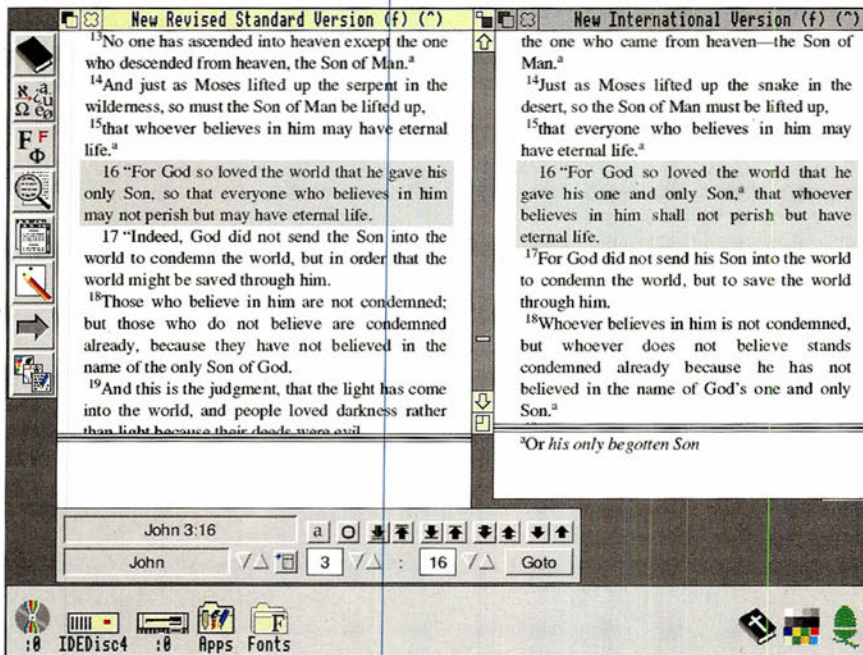 New Revised Standard Version (f) (^)
13No one has ascended into heaven except the one
who descended from heaven, the Son of Man.a
14And just as Moses lifted up the serpent in the
wilderness, so must the Son of Man be lifted up,
15that whoever believes in him may have eternal
life.a
16 “For God so loved the world that he gave his
only Son, so that everyone who believes in him
may not perish but may have eternal life.
17 “Indeed, God did not send the Son into the
world to condemn the world, but in order that the
world might be saved through him.
18Those who believe in him are not condemned;
but those who do not believe are condemned
already, because they have not believed in the
name of the only Son of God.
19And this is the judgment, that the light has come
into the world, and people loved darkness rather
than light because their deeds were evil
New International Version (f) (^)
the one who came from heaven—the Son of
Man.a
14Just as Moses lifted up the snake in the
desert, so the Son of Man must be lifted up,
15that everyone who believes in him may
have eternal life.a
16 “For God so loved the world that he
gave his one and only Son,a that whoever
believes in him shall not perish but have
eternal life.
17For God did not send his Son into the world
to condemn the world, but to save the world
through him.
18Whoever believes in him is not condemned,
but whoever does not believe stands
condemned already because he has not
believed in the name of God’s one and only
Son.a
aOr his only begotten Son
John 3:16 a O
John 3 : 16 Goto
:0 IDEDisc4 :0 Apps Fonts